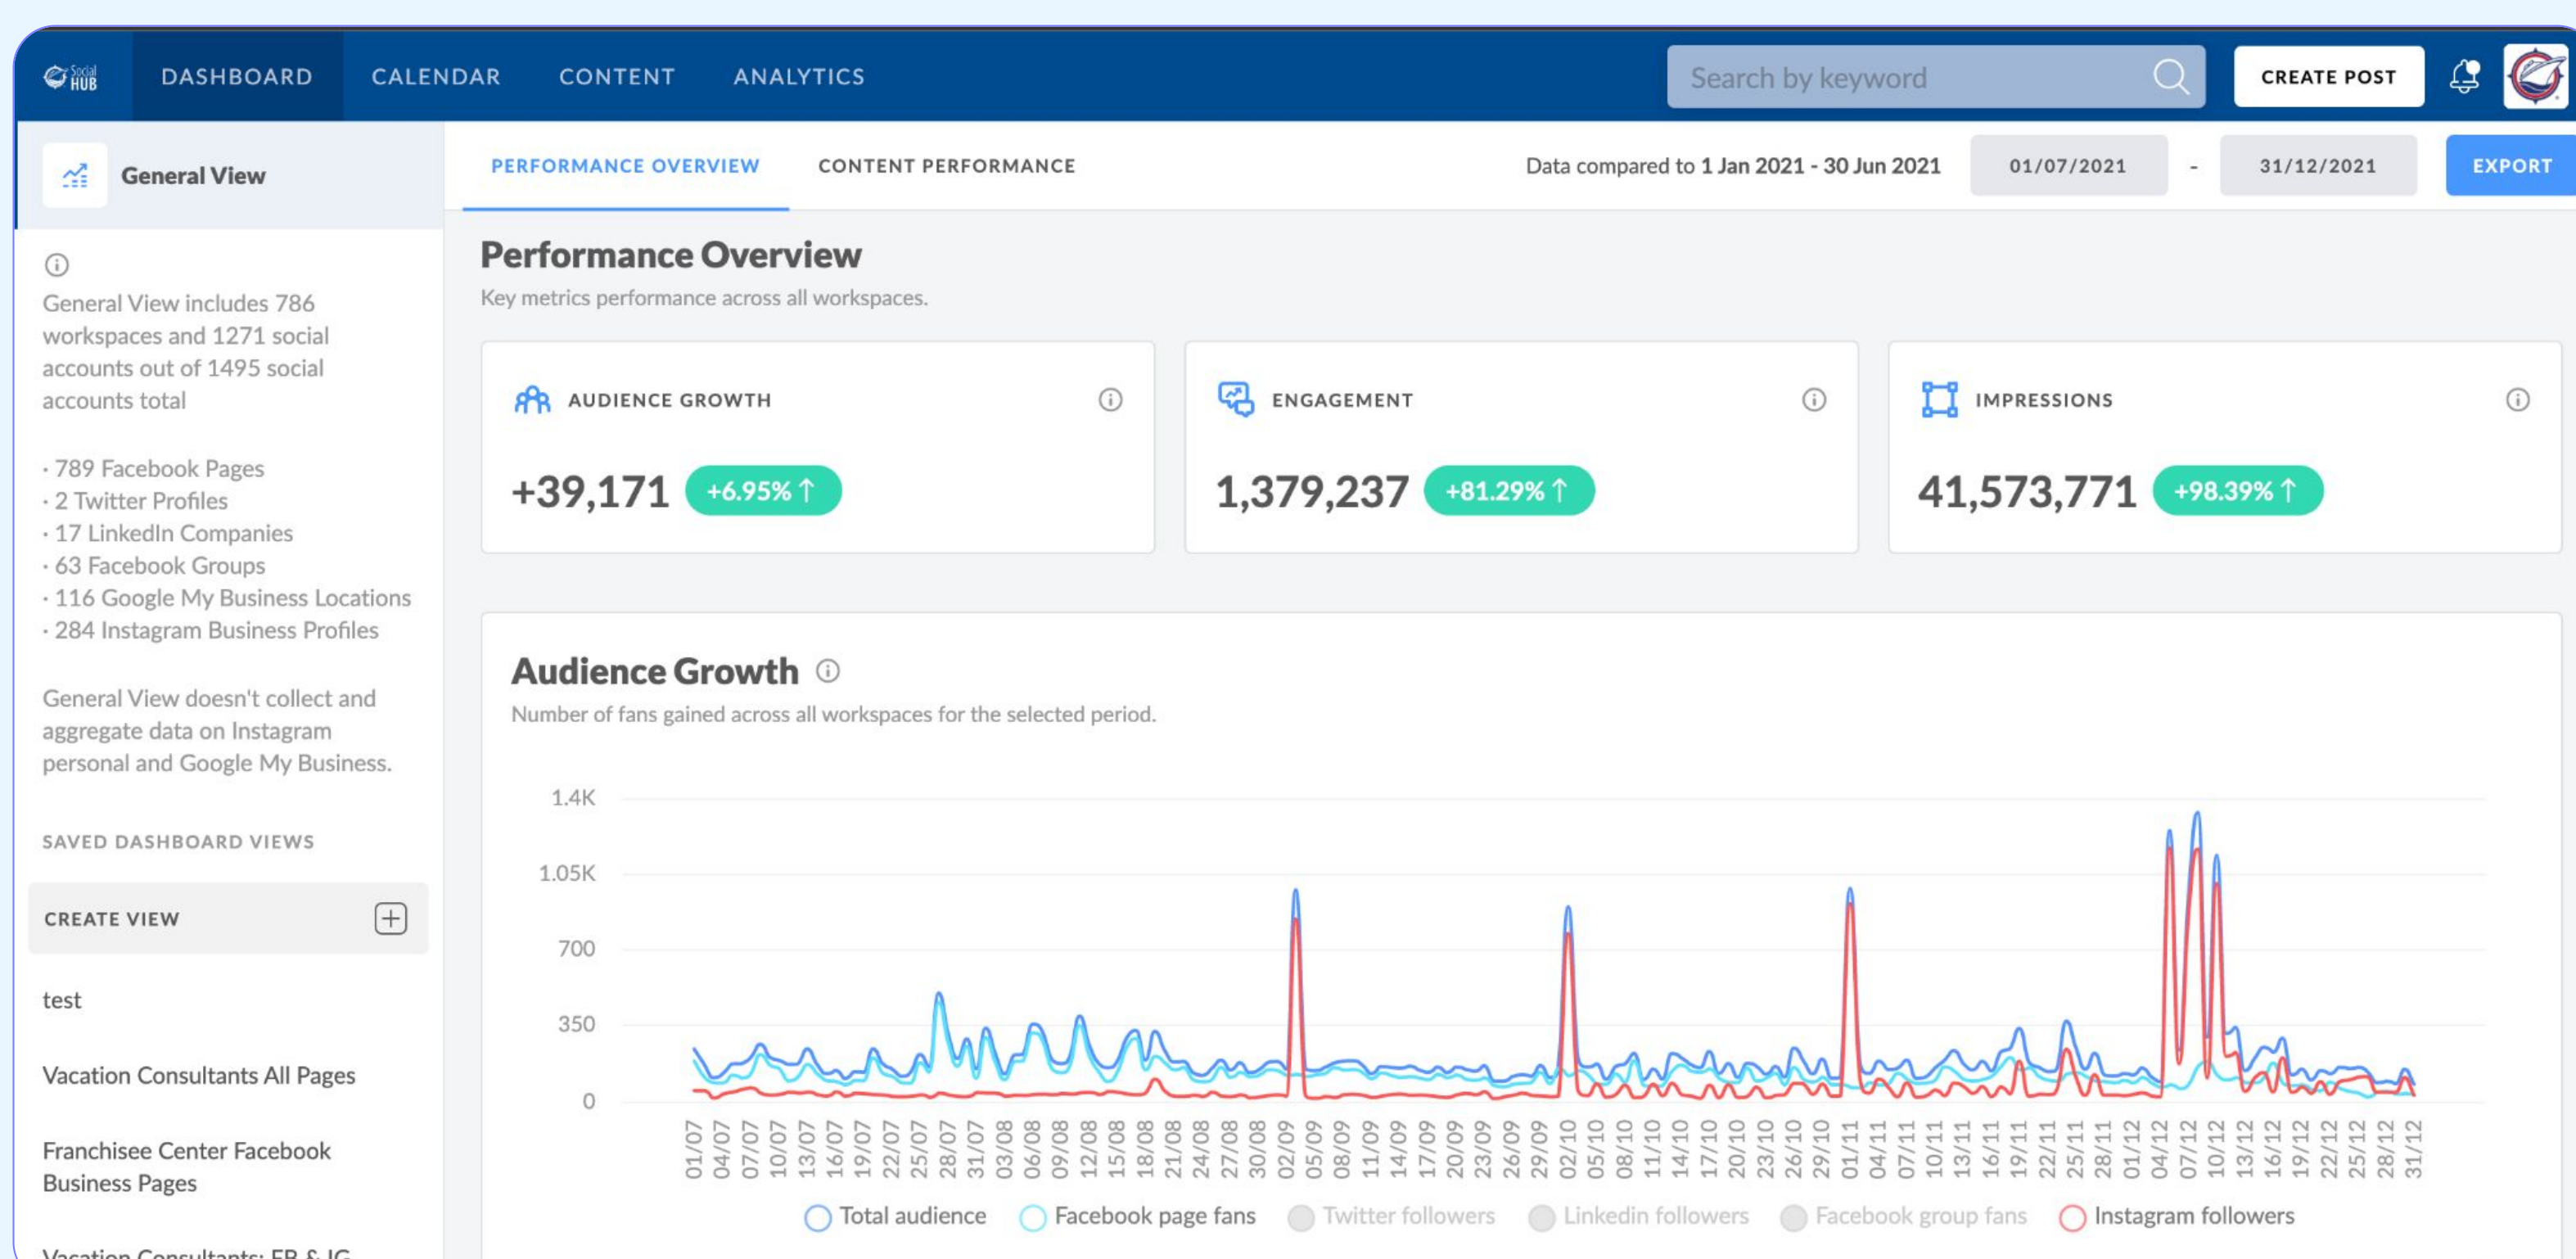 Social HUB
DASHBOARD
CALENDAR
CONTENT
ANALYTICS
Search by keyword
CREATE POST
General View
PERFORMANCE OVERVIEW
CONTENT PERFORMANCE
Data compared to 1 Jan 2021 - 30 Jun 2021
01/07/2021
-
31/12/2021
EXPORT
General View includes 786
workspaces and 1271 social
accounts out of 1495 social
accounts total
· 789 Facebook Pages
· 2 Twitter Profiles
· 17 LinkedIn Companies
· 63 Facebook Groups
· 116 Google My Business Locations
· 284 Instagram Business Profiles
General View doesn't collect and
aggregate data on Instagram
personal and Google My Business.
SAVED DASHBOARD VIEWS
CREATE VIEW
test
Vacation Consultants All Pages
Franchisee Center Facebook
Business Pages
Vacation Consultants: FB & IG
Performance Overview
Key metrics performance across all workspaces.
AUDIENCE GROWTH
+39,171 +6.95% ↑
ENGAGEMENT
1,379,237 +81.29% ↑
IMPRESSIONS
41,573,771 +98.39% ↑
Audience Growth
Number of fans gained across all workspaces for the selected period.
1.4K
1.05K
700
350
0
01/07 04/07 07/07 10/07 13/07 16/07 19/07 22/07 25/07 28/07 31/07 03/08 06/08 09/08 12/08 15/08 18/08 21/08 24/08 27/08 30/08 02/09 05/09 08/09 11/09 14/09 17/09 20/09 23/09 26/09 29/09 02/10 05/10 08/10 11/10 14/10 17/10 20/10 23/10 26/10 29/10 01/11 04/11 07/11 10/11 13/11 16/11 19/11 22/11 25/11 28/11 01/12 04/12 07/12 10/12 13/12 16/12 19/12 22/12 25/12 28/12 31/12
Total audience
Facebook page fans
Twitter followers
Linkedin followers
Facebook group fans
Instagram followers